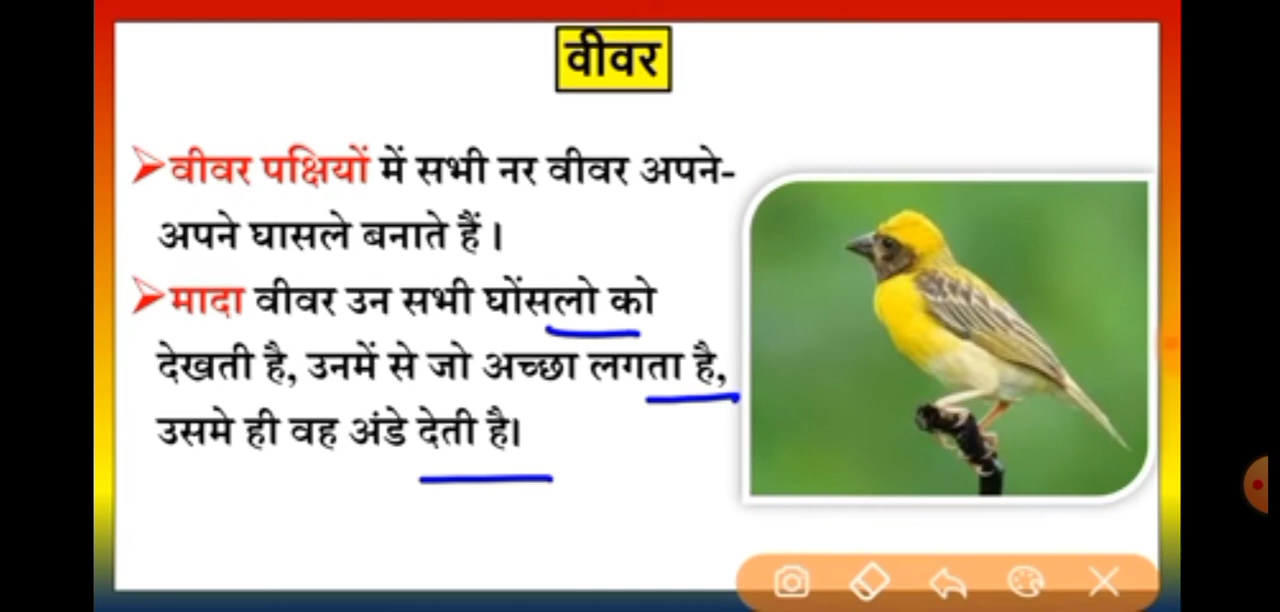 वीवर
वीवर पक्षियों में सभी नर वीवर अपने-
अपने घासले बनाते हैं।
मादा वीवर उन सभी घोंसलो को
देखती है, उनमें से जो अच्छा लगता है,
उसमे ही वह अंडे देती है।